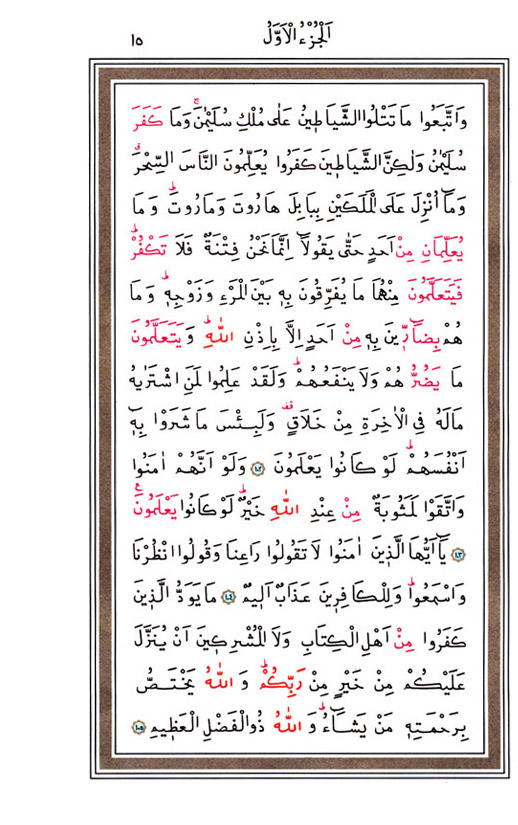 اَلْجُزْءُ الْاَوَّلُ ١٥
وَاتَّبَعُوا مَا تَتْلُوا الشَّيَاطٖينُ عَلٰى مُلْكِ سُلَيْمٰنَۚ وَمَا كَفَرَ
سُلَيْمٰنُ وَلٰكِنَّ الشَّيَاطٖينَ كَفَرُوا يُعَلِّمُونَ النَّاسَ السِّحْرَۗ
وَمَٓا اُنْزِلَ عَلَى الْمَلَكَيْنِ بِبَابِلَ هَارُوتَ وَمَارُوتَۜ وَمَا
يُعَلِّمَانِ مِنْ اَحَدٍ حَتّٰى يَقُولَٓا اِنَّمَا نَحْنُ فِتْنَةٌ فَلَا تَكْفُرْۜ
فَيَتَعَلَّمُونَ مِنْهُمَا مَا يُفَرِّقُونَ بِهٖ بَيْنَ الْمَرْءِ وَزَوْجِهٖۜ وَمَا
هُمْ بِضَٓارّٖينَ بِهٖ مِنْ اَحَدٍ اِلَّا بِاِذْنِ اللّٰهِۜ وَيَتَعَلَّمُونَ
مَا يَضُرُّهُمْ وَلَا يَنْفَعُهُمْۜ وَلَقَدْ عَلِمُوا لَمَنِ اشْتَرٰيهُ
مَالَهُ فِي الْاٰخِرَةِ مِنْ خَلَاقٍۜ وَلَبِئْسَ مَا شَرَوْا بِهٖٓ
اَنْفُسَهُمْۜ لَوْ كَانُوا يَعْلَمُونَ ١٠٢ وَلَوْ اَنَّهُمْ اٰمَنُوا
وَاتَّقَوْا لَمَثُوبَةٌ مِنْ عِنْدِ اللّٰهِ خَيْرٌۜ لَوْ كَانُوا يَعْلَمُونَ۟
١٠٣ يَٓا اَيُّهَا الَّذٖينَ اٰمَنُوا لَا تَقُولُوا رَاعِنَا وَقُولُوا انْظُرْنَا
وَاسْمَعُواۜ وَلِلْكَافِرٖينَ عَذَابٌ اَلٖيمٌ ١٠٤ مَا يَوَدُّ الَّذٖينَ
كَفَرُوا مِنْ اَهْلِ الْكِتَابِ وَلَا الْمُشْرِكٖينَ اَنْ يُنَزَّلَ
عَلَيْكُمْ مِنْ خَيْرٍ مِنْ رَبِّكُمْۜ وَاللّٰهُ يَخْتَصُّ
بِرَحْمَتِهٖ مَنْ يَشَٓاءُۜ وَاللّٰهُ ذُوالْفَضْلِ الْعَظٖيمِ ١٠٥